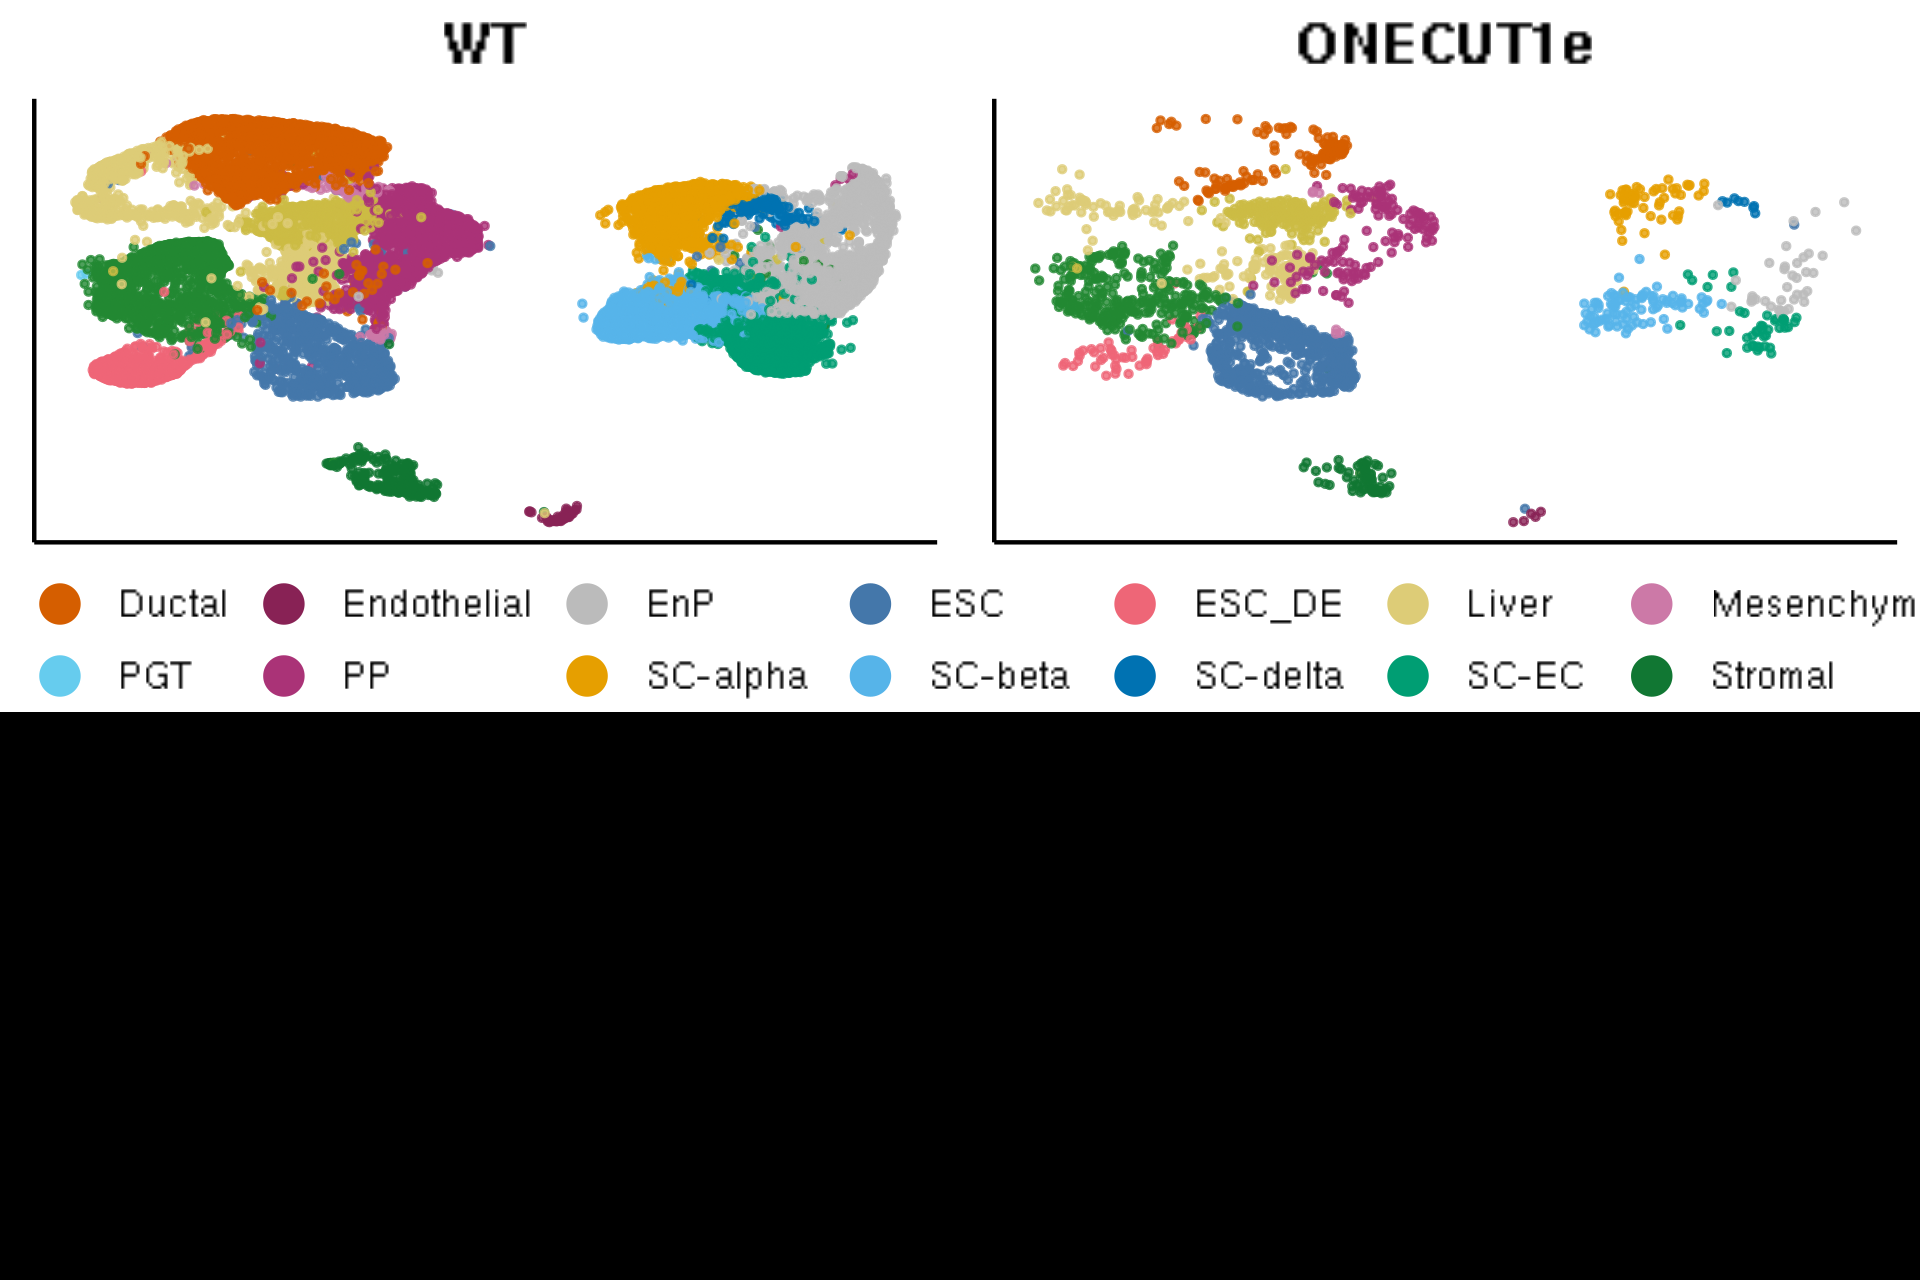 WT ONECUT1e
Ductal Endothelial EnP ESC ESC_DE Liver Mesenchym
PGT PP SC-alpha SC-beta SC-delta SC-EC Stromal